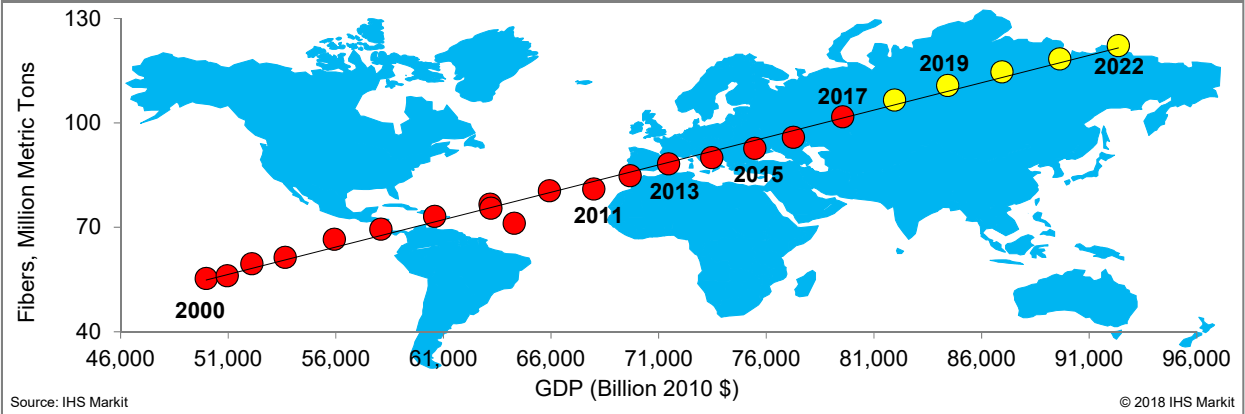 130
100
70
40
Fibers, Million Metric Tons
2000
2011
2013
2015
2017
2019
2022
46,000 51,000 56,000 61,000 66,000 71,000 76,000 81,000 86,000 91,000 96,000
GDP (Billion 2010 $)
Source: IHS Markit
© 2018 IHS Markit